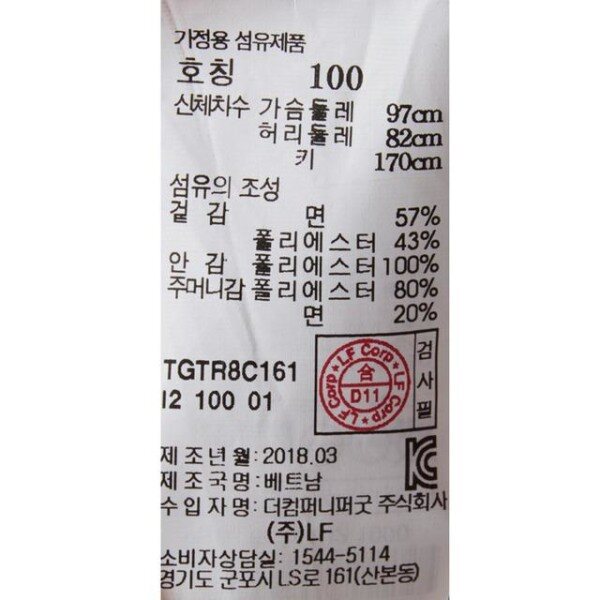 가정용 섬유제품
호칭 100
신체치수 가슴둘레 97cm
허리둘레 82cm
키 170cm
섬유의 조성
겉감 면 57%
폴리에스터 43%
안감 폴리에스터 100%
주머니감 폴리에스터 80%
면 20%
TGTR8C161
I2 100 01
LF Corp ★ LF Corp ★ LF Corp ★
合
D11
검사필
제조년월:2018.03
제조국명:베트남
수입자명:더컴퍼니퍼굿 주식회사
(주)LF
소비자상담실: 1544-5114
경기도 군포시 LS로 161(산본동)